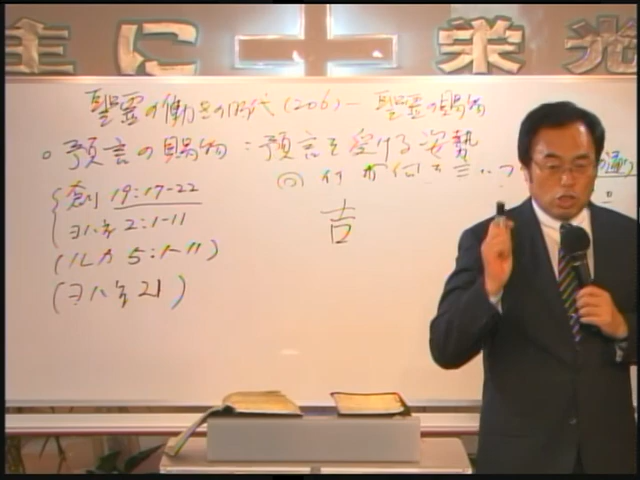 主に 栄光
聖霊の働きの時代(206)ー聖霊の賜物
○預言の賜物:預言を受ける姿勢
創 19:17-22
ヨハネ 2:1-11
(ルカ 5:1-11)
(ヨハネ 21)
吉